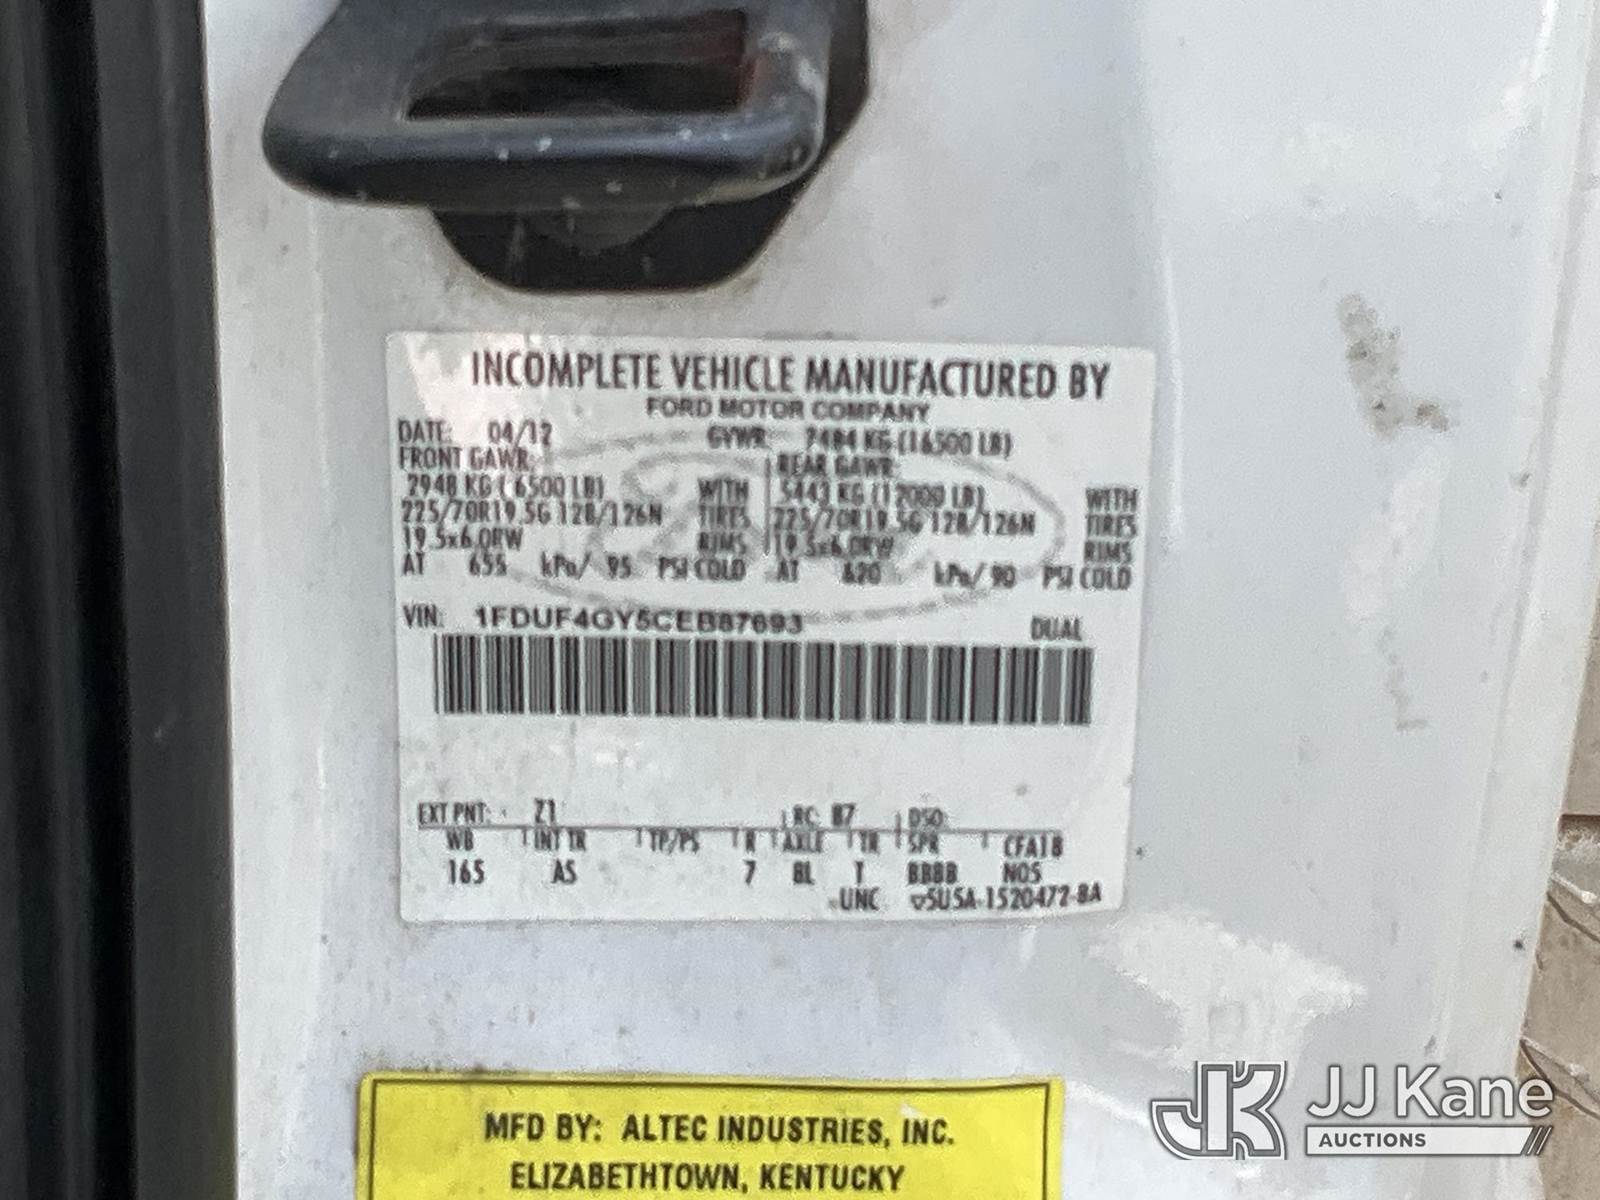 INCOMPLETE VEHICLE MANUFACTURED BY
FORD MOTOR COMPANY
DATE: 04/12 GVWR: 7484 KG (16500 LB)
FRONT GAWR: REAR GAWR:
2948 KG ( 6500 LB) WITH 5443 KG (12000 LB) WITH
225/70R19.5G 128/126N TIRES 225/70R19.5G 128/126N TIRES
19.5x6.0RW RIMS 19.5x6.0RW RIMS
AT 655 kPa/ 95 PSI COLD AT 620 kPa/ 90 PSI COLD
VIN: 1FDUF4GY5CEB87693 DUAL
EXT PNT: Z1 RC: 87 DSO:
WB INT TR TP/PS R AXLE TR SPR CFA18
165 AS 7 8L T BBBB N05
UNC ▽5U5A-1520472-BA
MFD BY: ALTEC INDUSTRIES, INC.
ELIZABETHTOWN, KENTUCKY
JK JJ Kane
AUCTIONS